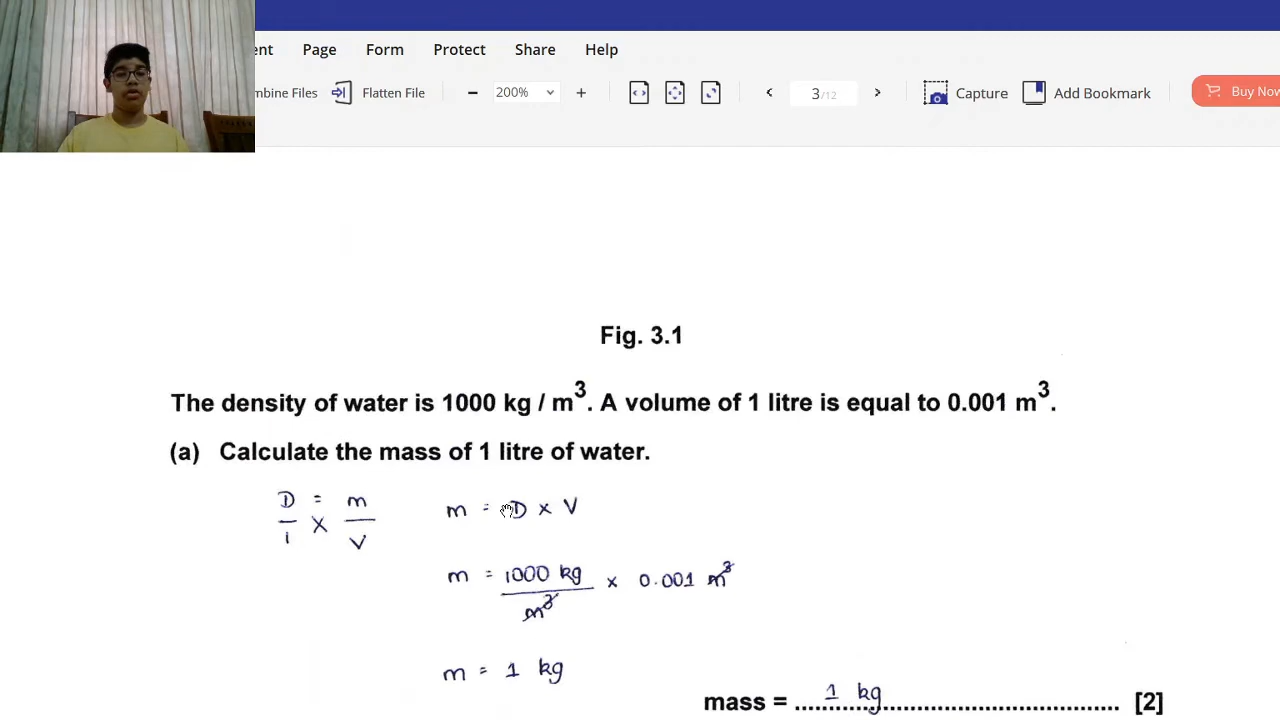 ent Page Form Protect Share Help
mbine Files Flatten File 200% 3/12 Capture Add Bookmark Buy Now
Fig. 3.1
The density of water is 1000 kg / m³. A volume of 1 litre is equal to 0.001 m³.
(a) Calculate the mass of 1 litre of water.
D/1 = m/V
m = D x V
m = 1000 kg/m³ x 0.001 m³
m = 1 kg
mass = 1 kg [2]